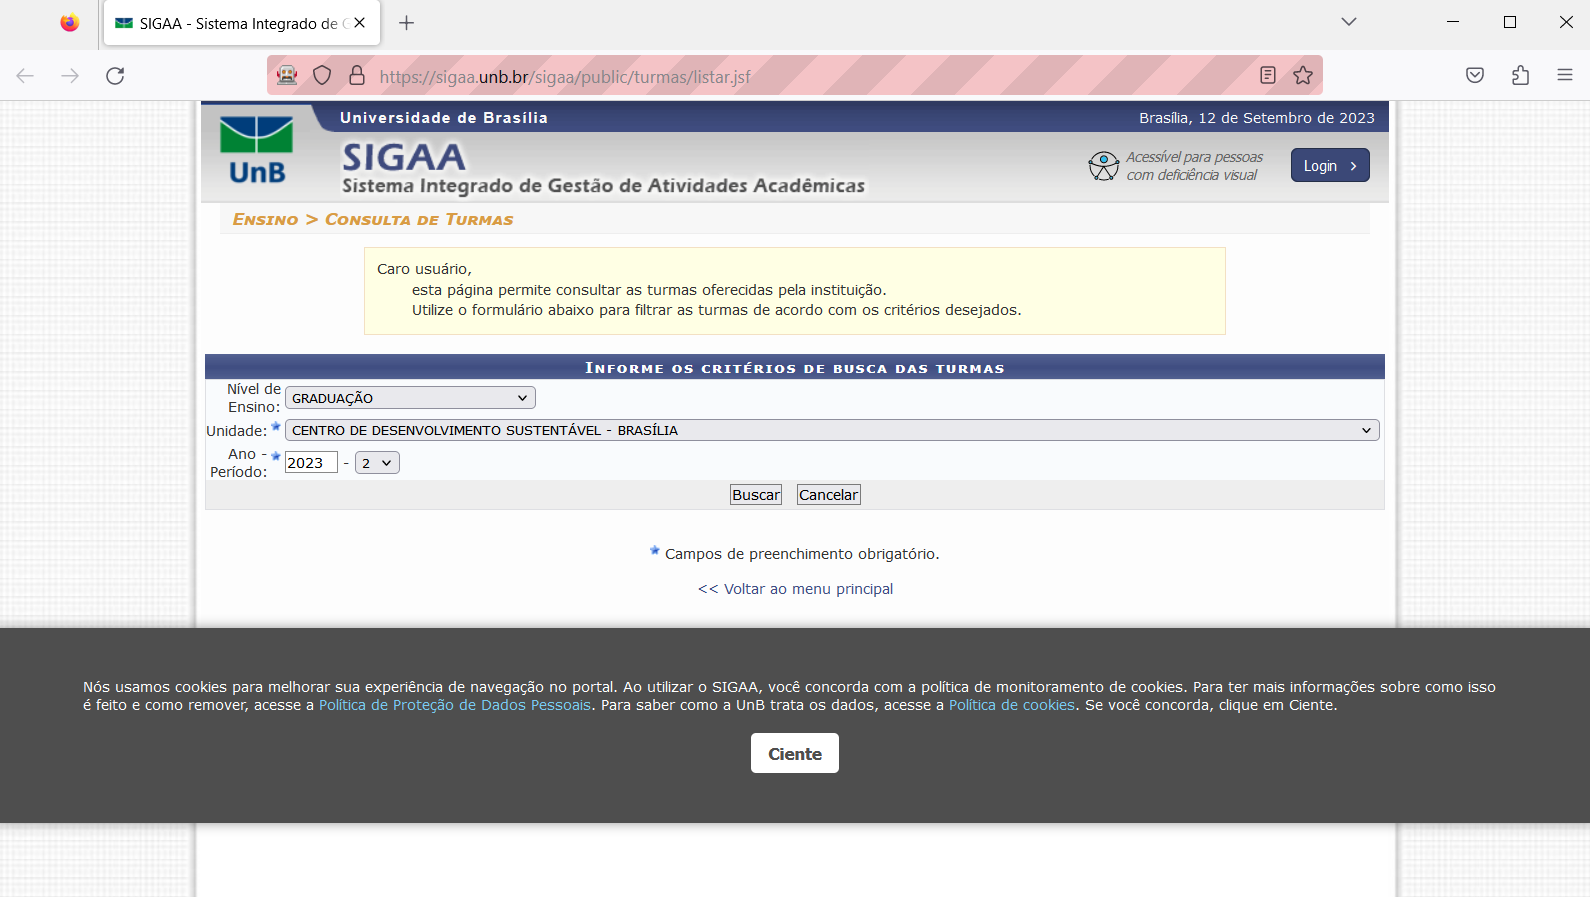 SIGAA - Sistema Integrado de G
https://sigaa.unb.br/sigaa/public/turmas/listar.jsf
Universidade de Brasília
Brasília, 12 de Setembro de 2023
UnB
SIGAA
Sistema Integrado de Gestão de Atividades Acadêmicas
Acessível para pessoas
com deficiência visual
Login
Ensino > Consulta de Turmas
Caro usuário,
esta página permite consultar as turmas oferecidas pela instituição.
Utilize o formulário abaixo para filtrar as turmas de acordo com os critérios desejados.
Informe os critérios de busca das turmas
Nível de
Ensino:
GRADUAÇÃO
Unidade:
CENTRO DE DESENVOLVIMENTO SUSTENTÁVEL - BRASÍLIA
Ano -
Período:
2023 - 2
Buscar Cancelar
Campos de preenchimento obrigatório.
<< Voltar ao menu principal
Nós usamos cookies para melhorar sua experiência de navegação no portal. Ao utilizar o SIGAA, você concorda com a política de monitoramento de cookies. Para ter mais informações sobre como isso
é feito e como remover, acesse a Política de Proteção de Dados Pessoais. Para saber como a UnB trata os dados, acesse a Política de cookies. Se você concorda, clique em Ciente.
Ciente